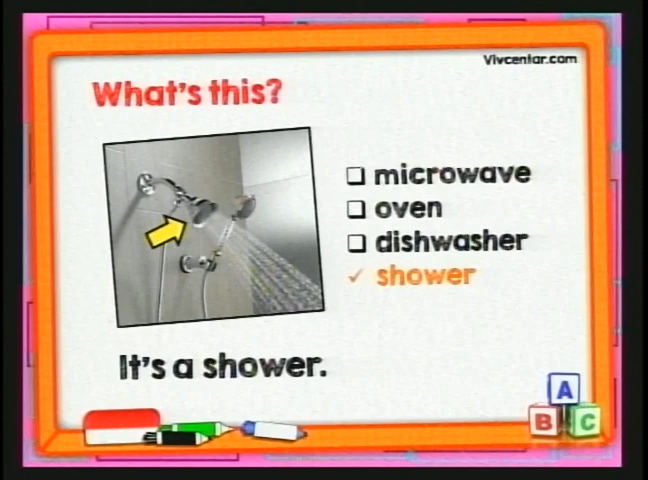 Vivcentar.com
What's this?
microwave
oven
dishwasher
shower
It's a shower.
A
B C